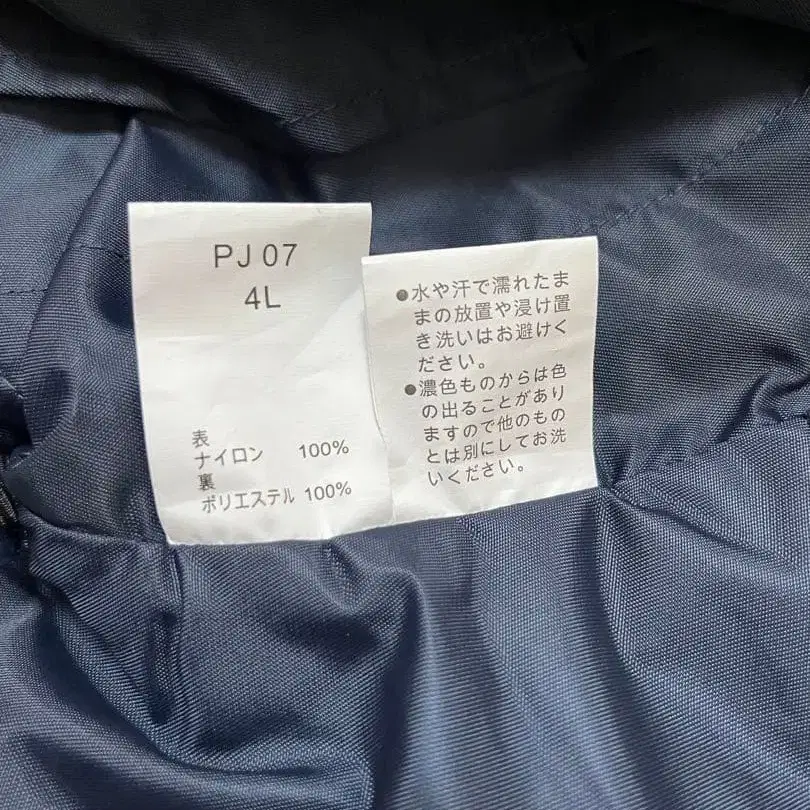 PJ 07
4L
表
ナイロン 100%
裏
ポリエステル 100%
●水や汗で濡れたま
まの放置や浸け置
き洗いはお避けく
ださい。
●濃色ものからは色
の出ることがあり
ますので他のもの
とは別にしてお洗
いください。